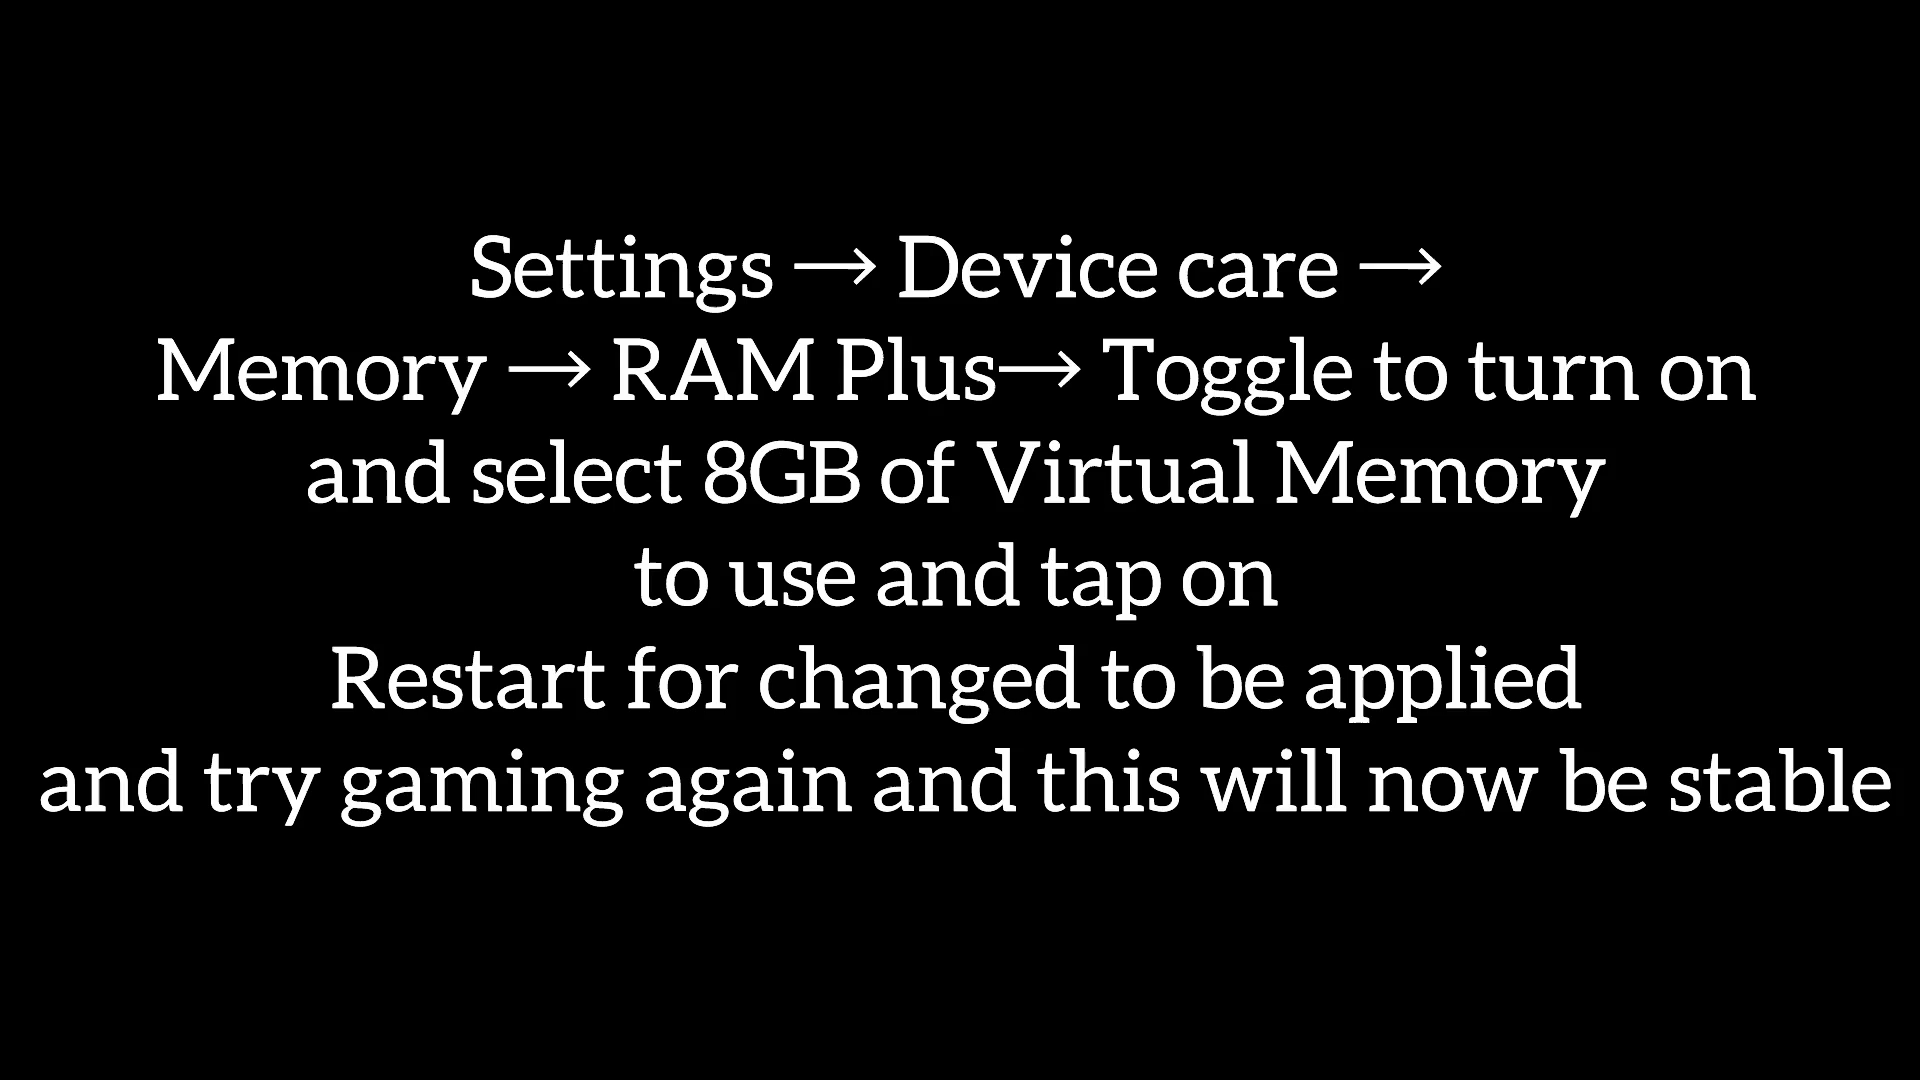 Settings → Device care →
Memory → RAM Plus→ Toggle to turn on
and select 8GB of Virtual Memory
to use and tap on
Restart for changed to be applied
and try gaming again and this will now be stable